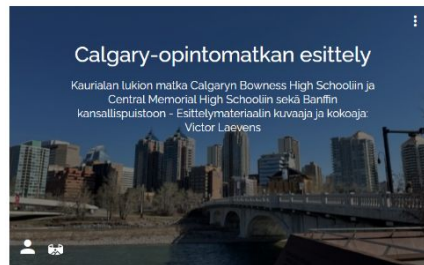 Calgary-opintomatkan esittely
Kaurialan lukion matka Calgaryn Bowness High Schooliin ja
Central Memorial High Schooliin sekä Banffin
kansallispuistoon - Esittelymateriaalin kuvaaja ja kokoaja:
Victor Laevens